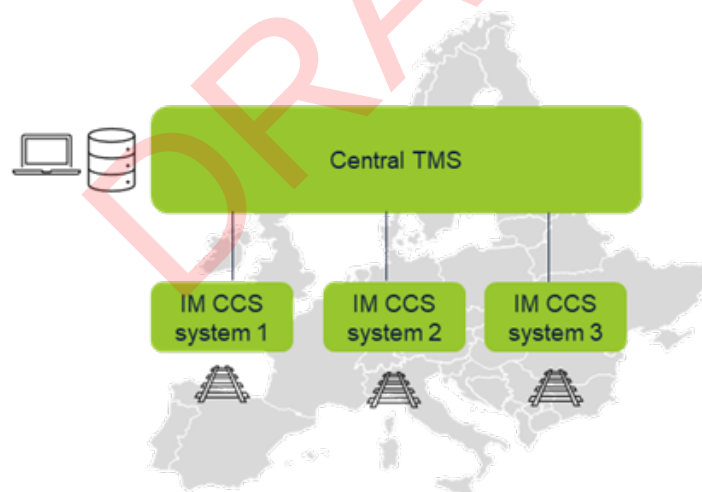 DRA
Central TMS
IM CCS
system 1
IM CCS
system 2
IM CCS
system 3